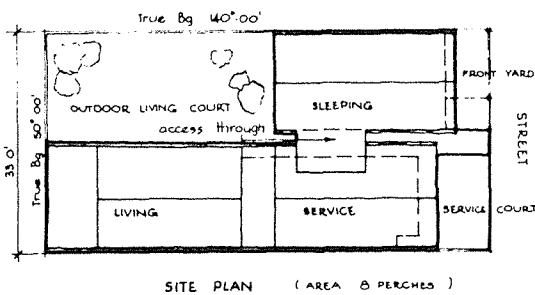 True Bg 140°·00'
FRONT YARD
OUTDOOR LIVING COURT
SLEEPING
access through
True Bg 50° 00'
33·0'
STREET
LIVING
SERVICE
SERVICE COURT
SITE PLAN ( AREA 8 PERCHES )